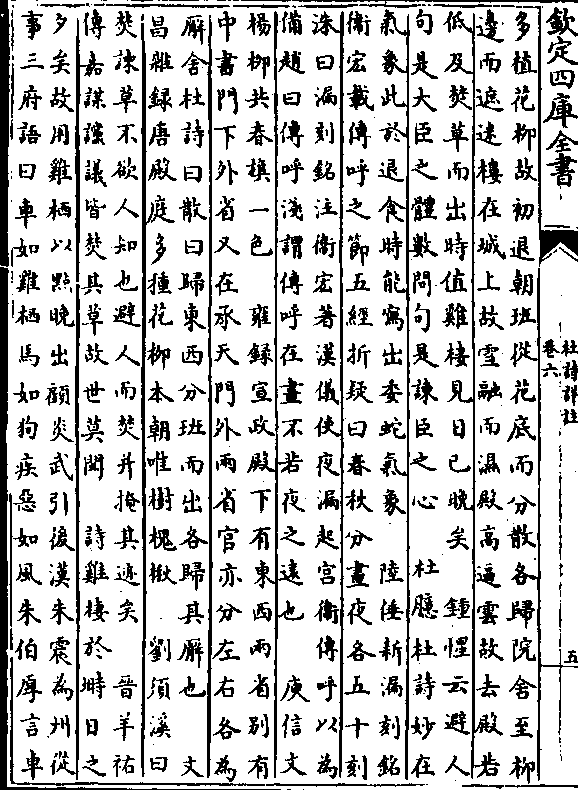 欽定四庫全書
杜詩詳註
卷六
五
多植花柳故初退朝班從花底而分散各歸院舍至柳
邊而遮迷樓在城上故雪融而濕殿高逼雲故去殿若
低及焚草而出時值雞棲見日已晚矣 鍾惺云避人
句是大臣之體數問句是諫臣之心 杜臆杜詩妙在
氣象此於退食時能寫出委蛇氣象 陸倕新漏刻銘
衛宏載傳呼之節五經折疑曰春秋分晝夜各五十刻
洙曰漏刻銘注衛宏著漢儀使夜漏起宮衛傳呼以為
備趙曰傳呼淺謂傳呼在晝不若夜之遠也 庾信文
楊柳共春旗一色 雍錄宣政殿下有東西兩省別有
中書門下外省又在承天門外兩省官亦分左右各為
廨舍杜詩曰散曰歸東西分班而出各歸其廨也 文
昌雜錄唐殿庭多種花柳本朝唯樹槐楸 劉須溪曰
焚諫草不欲人知也避人而焚并掩其迹矣 晉羊祜
傳嘉謀讜議皆焚其草故世莫聞 詩雞棲於塒日之
夕矣故用雞栖以點晚出顧炎武引後漢朱震為州從
事三府語曰車如雞栖馬如狗疾惡如風朱伯厚言車